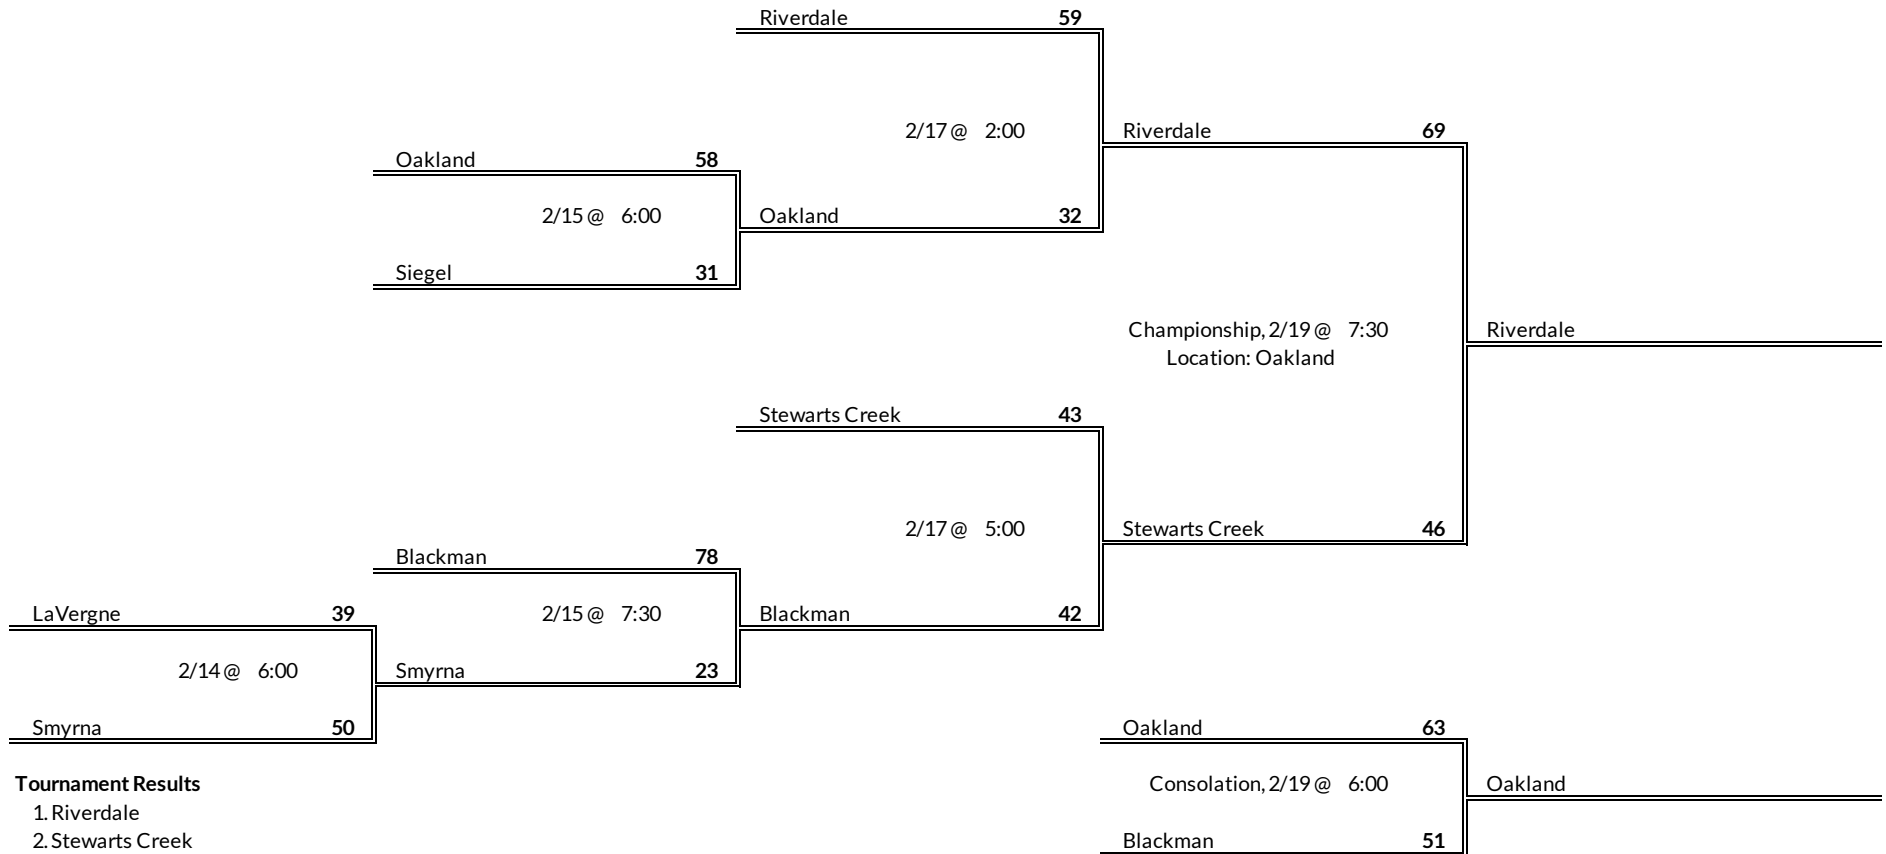 Riverdale 59
2/17 @ 2:00
Riverdale 69
Oakland 58
2/15 @ 6:00
Oakland 32
Siegel 31
Championship, 2/19 @ 7:30
Location: Oakland
Riverdale
Stewarts Creek 43
2/17 @ 5:00
Stewarts Creek 46
Blackman 78
LaVergne 39
2/15 @ 7:30
Blackman 42
2/14 @ 6:00
Smyrna 23
Smyrna 50
Oakland 63
Tournament Results
Consolation, 2/19 @ 6:00
Oakland
1. Riverdale
2. Stewarts Creek
Blackman 51